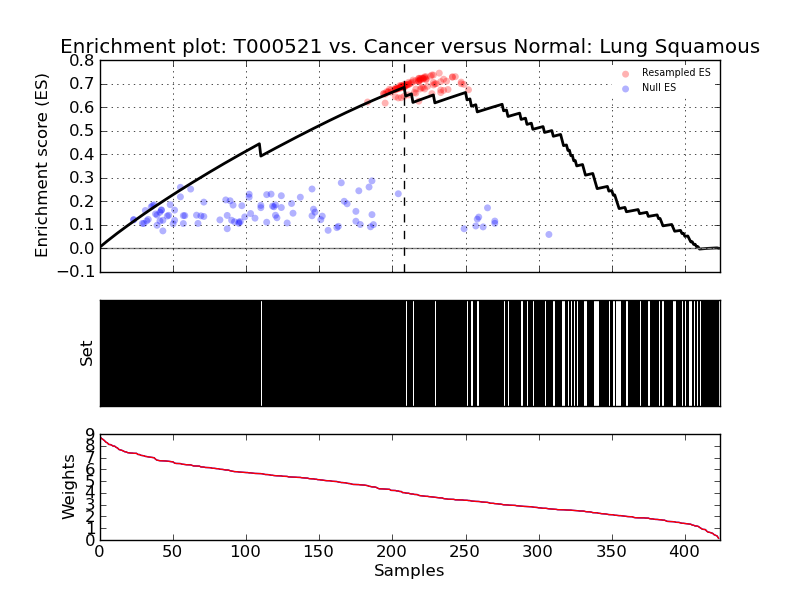 Enrichment plot: T000521 vs. Cancer versus Normal: Lung Squamous
Enrichment score (ES)
0.8
0.7
0.6
0.5
0.4
0.3
0.2
0.1
0.0
−0.1
Resampled ES
Null ES
Set
Weights
9
8
7
6
5
4
3
2
1
0
0 50 100 150 200 250 300 350 400
Samples